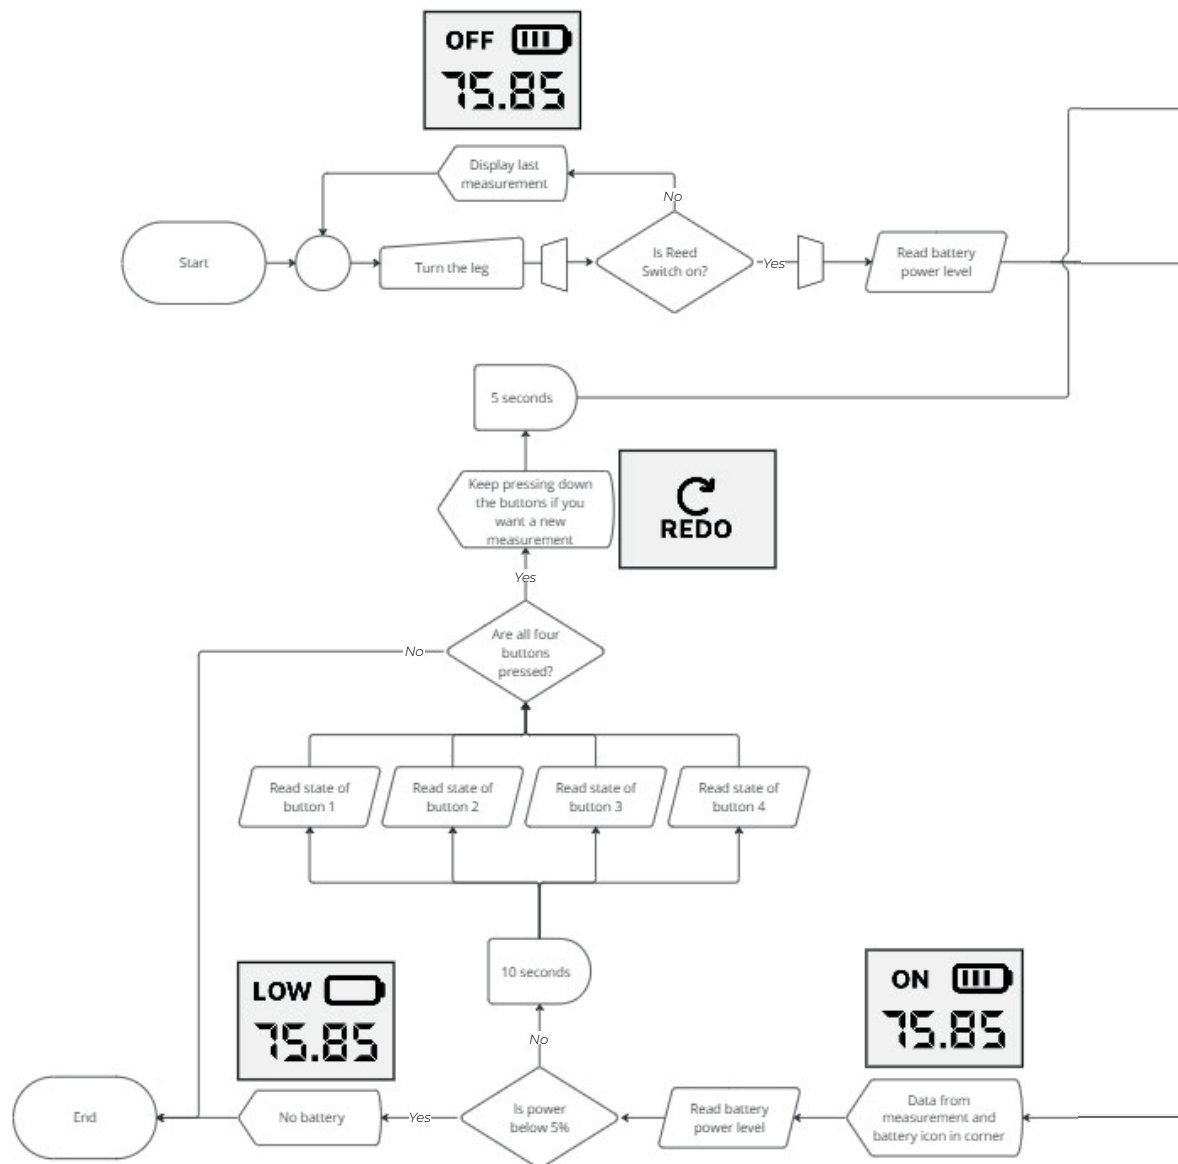 OFF
75.85
Display last
measurement
No
Start
Turn the leg
Is Reed
Switch on?
Yes
Read battery
power level
5 seconds
Keep pressing down
the buttons if you
want a new
measurement
REDO
Yes
Are all four
buttons
pressed?
No
Read state of
button 1
Read state of
button 2
Read state of
button 3
Read state of
button 4
10 seconds
LOW
75.85
ON
75.85
No
End
No battery
Yes
Is power
below 5%
Read battery
power level
Data from
measurement and
battery icon in corner